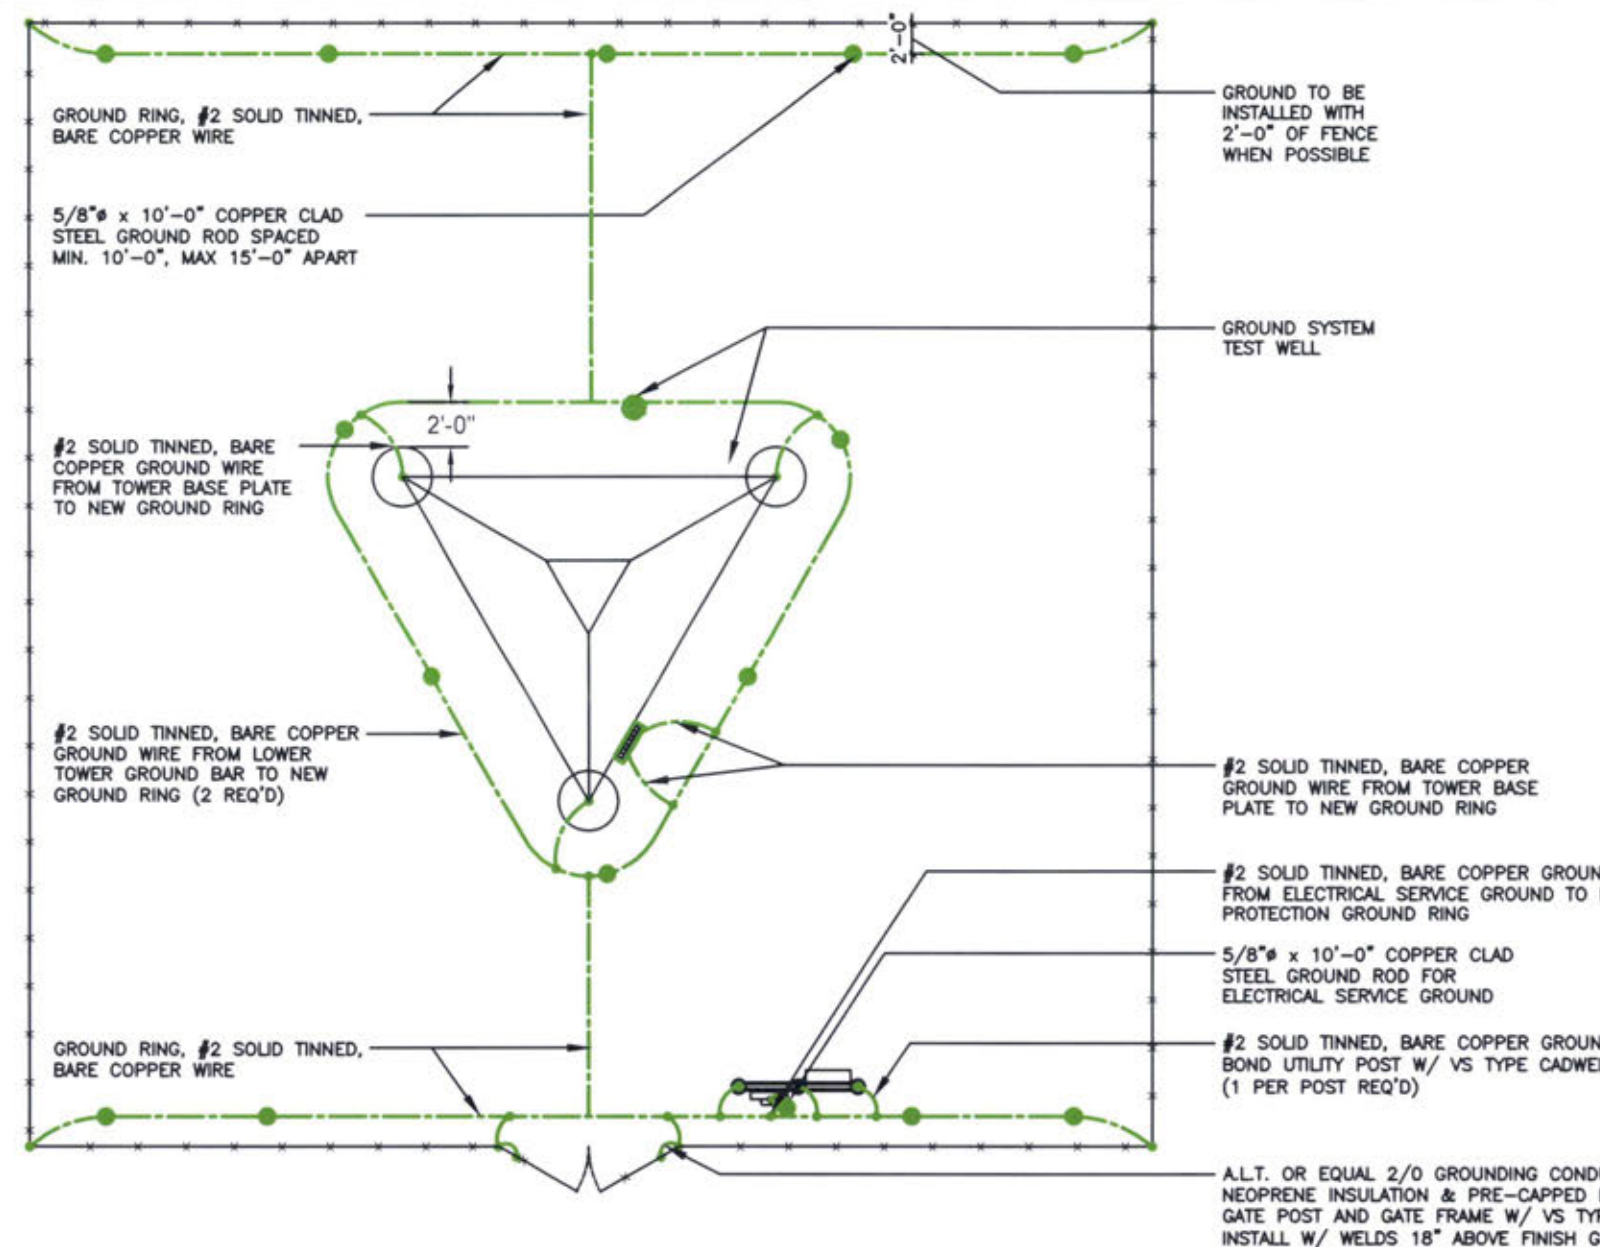 2'-0"
GROUND RING, #2 SOLID TINNED,
BARE COPPER WIRE
GROUND TO BE
INSTALLED WITH
2'-0" OF FENCE
WHEN POSSIBLE
5/8"ø x 10'-0" COPPER CLAD
STEEL GROUND ROD SPACED
MIN. 10'-0", MAX 15'-0" APART
GROUND SYSTEM
TEST WELL
2'-0"
#2 SOLID TINNED, BARE
COPPER GROUND WIRE
FROM TOWER BASE PLATE
TO NEW GROUND RING
#2 SOLID TINNED, BARE COPPER
GROUND WIRE FROM LOWER
TOWER GROUND BAR TO NEW
GROUND RING (2 REQ'D)
#2 SOLID TINNED, BARE COPPER
GROUND WIRE FROM TOWER BASE
PLATE TO NEW GROUND RING
#2 SOLID TINNED, BARE COPPER GROUN
FROM ELECTRICAL SERVICE GROUND TO
PROTECTION GROUND RING
5/8"ø x 10'-0" COPPER CLAD
STEEL GROUND ROD FOR
ELECTRICAL SERVICE GROUND
GROUND RING, #2 SOLID TINNED,
BARE COPPER WIRE
#2 SOLID TINNED, BARE COPPER GROUN
BOND UTILITY POST W/ VS TYPE CADWE
(1 PER POST REQ'D)
A.L.T. OR EQUAL 2/0 GROUNDING COND
NEOPRENE INSULATION & PRE-CAPPED
GATE POST AND GATE FRAME W/ VS TYP
INSTALL W/ WELDS 18" ABOVE FINISH G